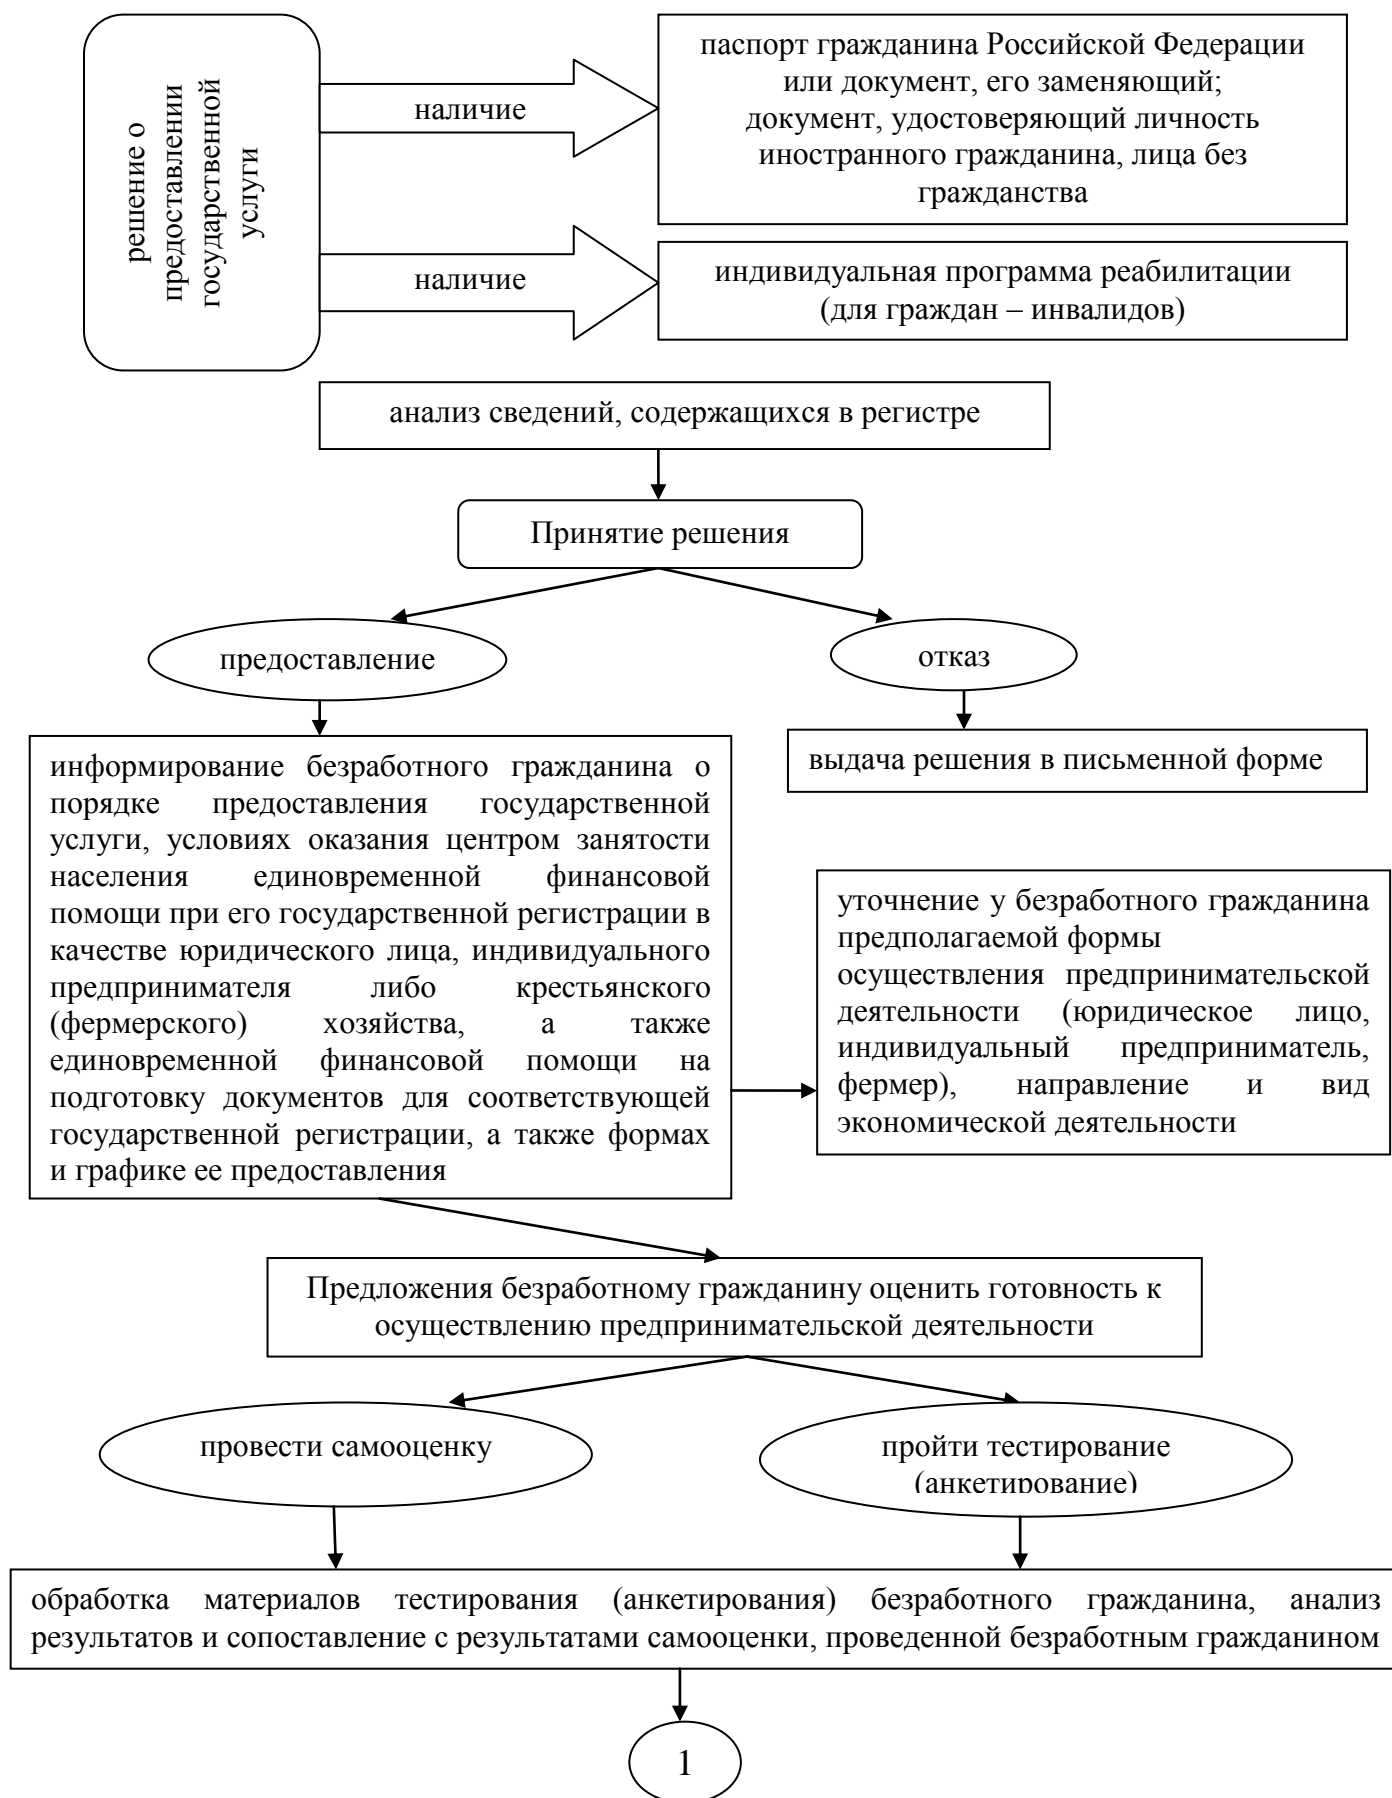 решение о
предоставлении
государственной
услуги
наличие
паспорт гражданина Российской Федерации
или документ, его заменяющий;
документ, удостоверяющий личность
иностранного гражданина, лица без
гражданства
наличие
индивидуальная программа реабилитации
(для граждан – инвалидов)
анализ сведений, содержащихся в регистре
Принятие решения
предоставление
отказ
выдача решения в письменной форме
информирование безработного гражданина о
порядке предоставления государственной
услуги, условиях оказания центром занятости
населения единовременной финансовой
помощи при его государственной регистрации в
качестве юридического лица, индивидуального
предпринимателя либо крестьянского
(фермерского) хозяйства, а также
единовременной финансовой помощи на
подготовку документов для соответствующей
государственной регистрации, а также формах
и графике ее предоставления
уточнение у безработного гражданина
предполагаемой формы
осуществления предпринимательской
деятельности (юридическое лицо,
индивидуальный предприниматель,
фермер), направление и вид
экономической деятельности
Предложения безработному гражданину оценить готовность к
осуществлению предпринимательской деятельности
провести самооценку
пройти тестирование
(анкетирование)
обработка материалов тестирования (анкетирования) безработного гражданина, анализ
результатов и сопоставление с результатами самооценки, проведенной безработным гражданином
1